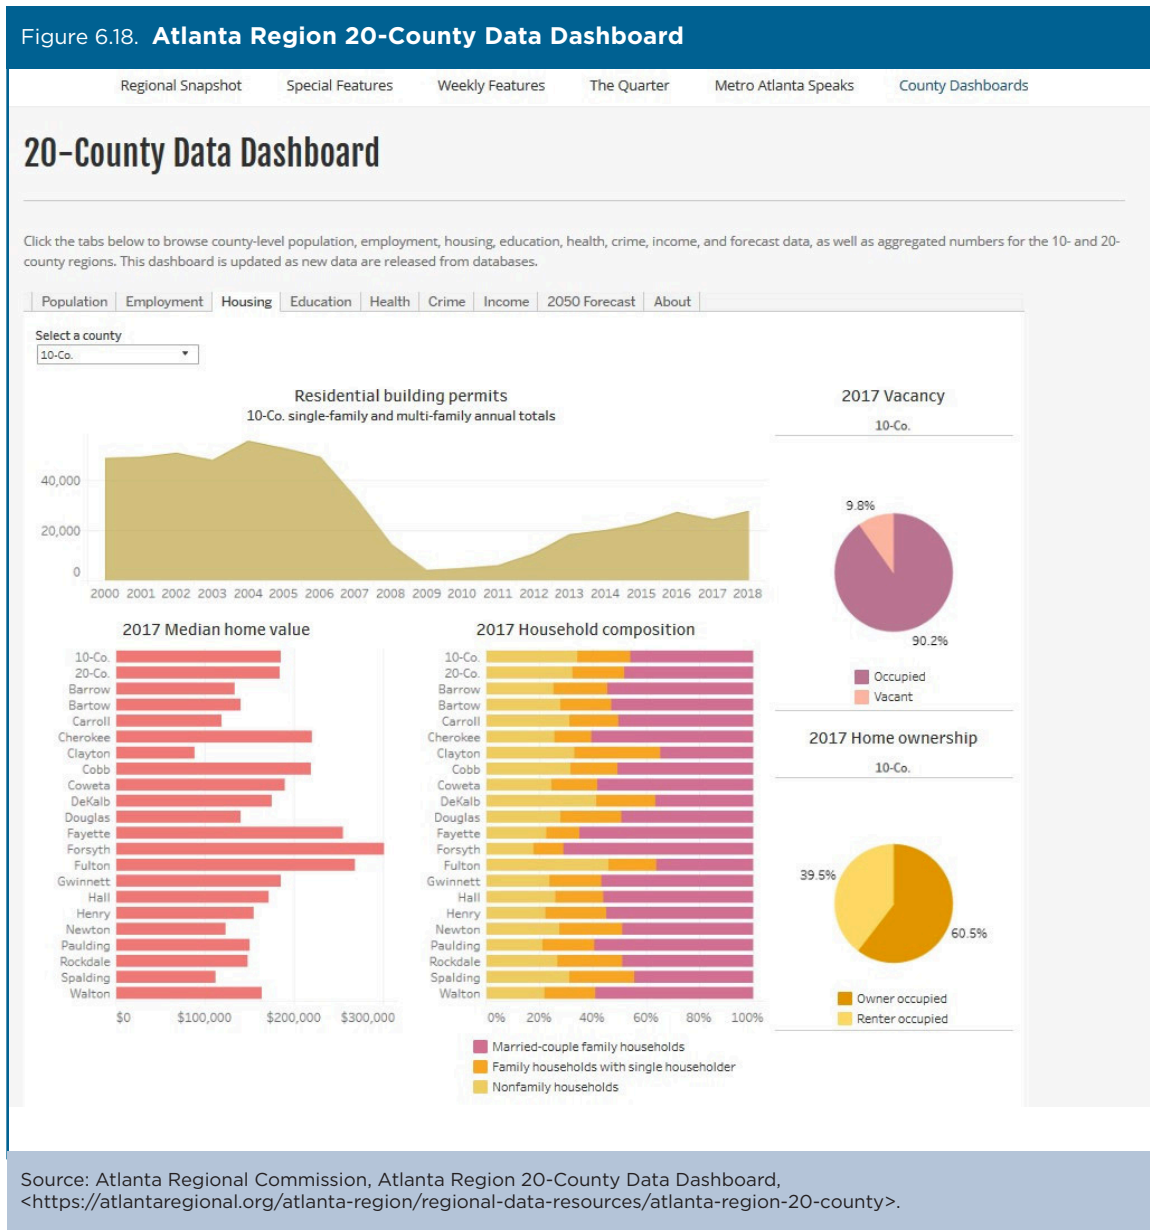 Figure 6.18. Atlanta Region 20-County Data Dashboard
Regional Snapshot Special Features Weekly Features The Quarter Metro Atlanta Speaks County Dashboards
20-County Data Dashboard
Click the tabs below to browse county-level population, employment, housing, education, health, crime, income, and forecast data, as well as aggregated numbers for the 10- and 20-
county regions. This dashboard is updated as new data are released from databases.
Population Employment Housing Education Health Crime Income 2050 Forecast About
Select a county
10-Co.
Residential building permits
10-Co. single-family and multi-family annual totals
40,000
20,000
0
2000 2001 2002 2003 2004 2005 2006 2007 2008 2009 2010 2011 2012 2013 2014 2015 2016 2017 2018
2017 Vacancy
10-Co.
9.8%
90.2%
Occupied
Vacant
2017 Median home value
10-Co.
20-Co.
Barrow
Bartow
Carroll
Cherokee
Clayton
Cobb
Coweta
DeKalb
Douglas
Fayette
Forsyth
Fulton
Gwinnett
Hall
Henry
Newton
Paulding
Rockdale
Spalding
Walton
$0 $100,000 $200,000 $300,000
2017 Household composition
10-Co.
20-Co.
Barrow
Bartow
Carroll
Cherokee
Clayton
Cobb
Coweta
DeKalb
Douglas
Fayette
Forsyth
Fulton
Gwinnett
Hall
Henry
Newton
Paulding
Rockdale
Spalding
Walton
0% 20% 40% 60% 80% 100%
Married-couple family households
Family households with single householder
Nonfamily households
2017 Home ownership
10-Co.
39.5%
60.5%
Owner occupied
Renter occupied
Source: Atlanta Regional Commission, Atlanta Region 20-County Data Dashboard,
<https://atlantaregional.org/atlanta-region/regional-data-resources/atlanta-region-20-county>.